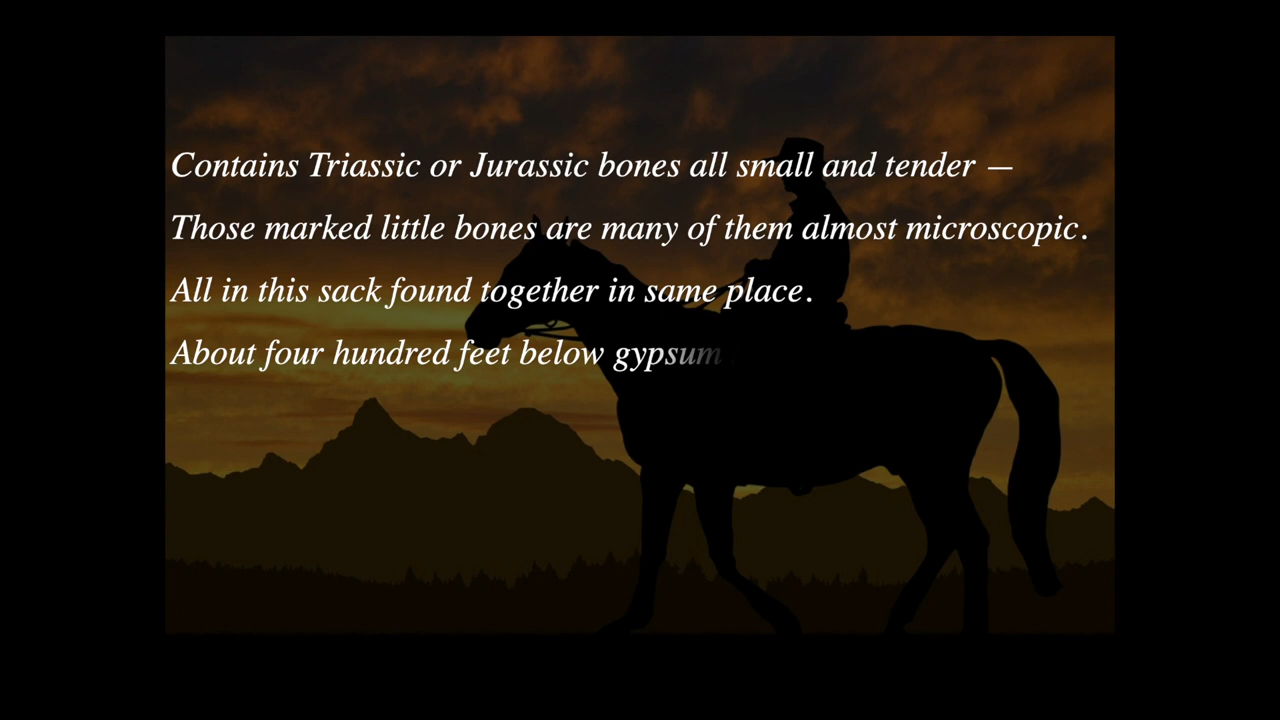 Contains Triassic or Jurassic bones all small and tender —
Those marked little bones are many of them almost microscopic.
All in this sack found together in same place.
About four hundred feet below gypsum